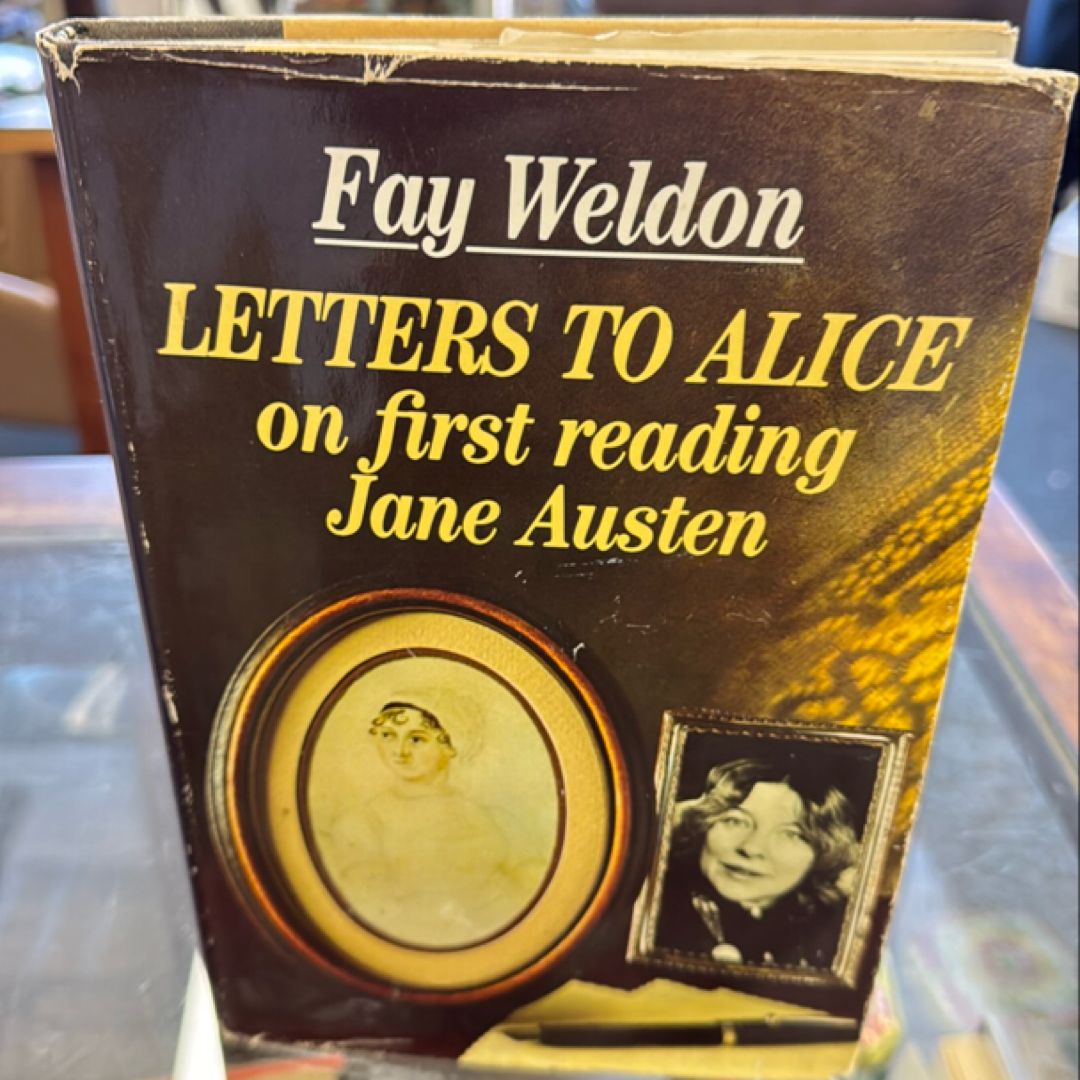 Fay Weldon
LETTERS TO ALICE
on first reading
Jane Austen